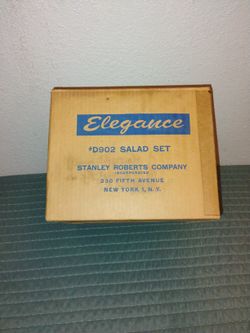 Elegance
#D902 SALAD SET
STANLEY ROBERTS COMPANY
INCORPORATED
230 FIFTH AVENUE
NEW YORK 1, N.Y.